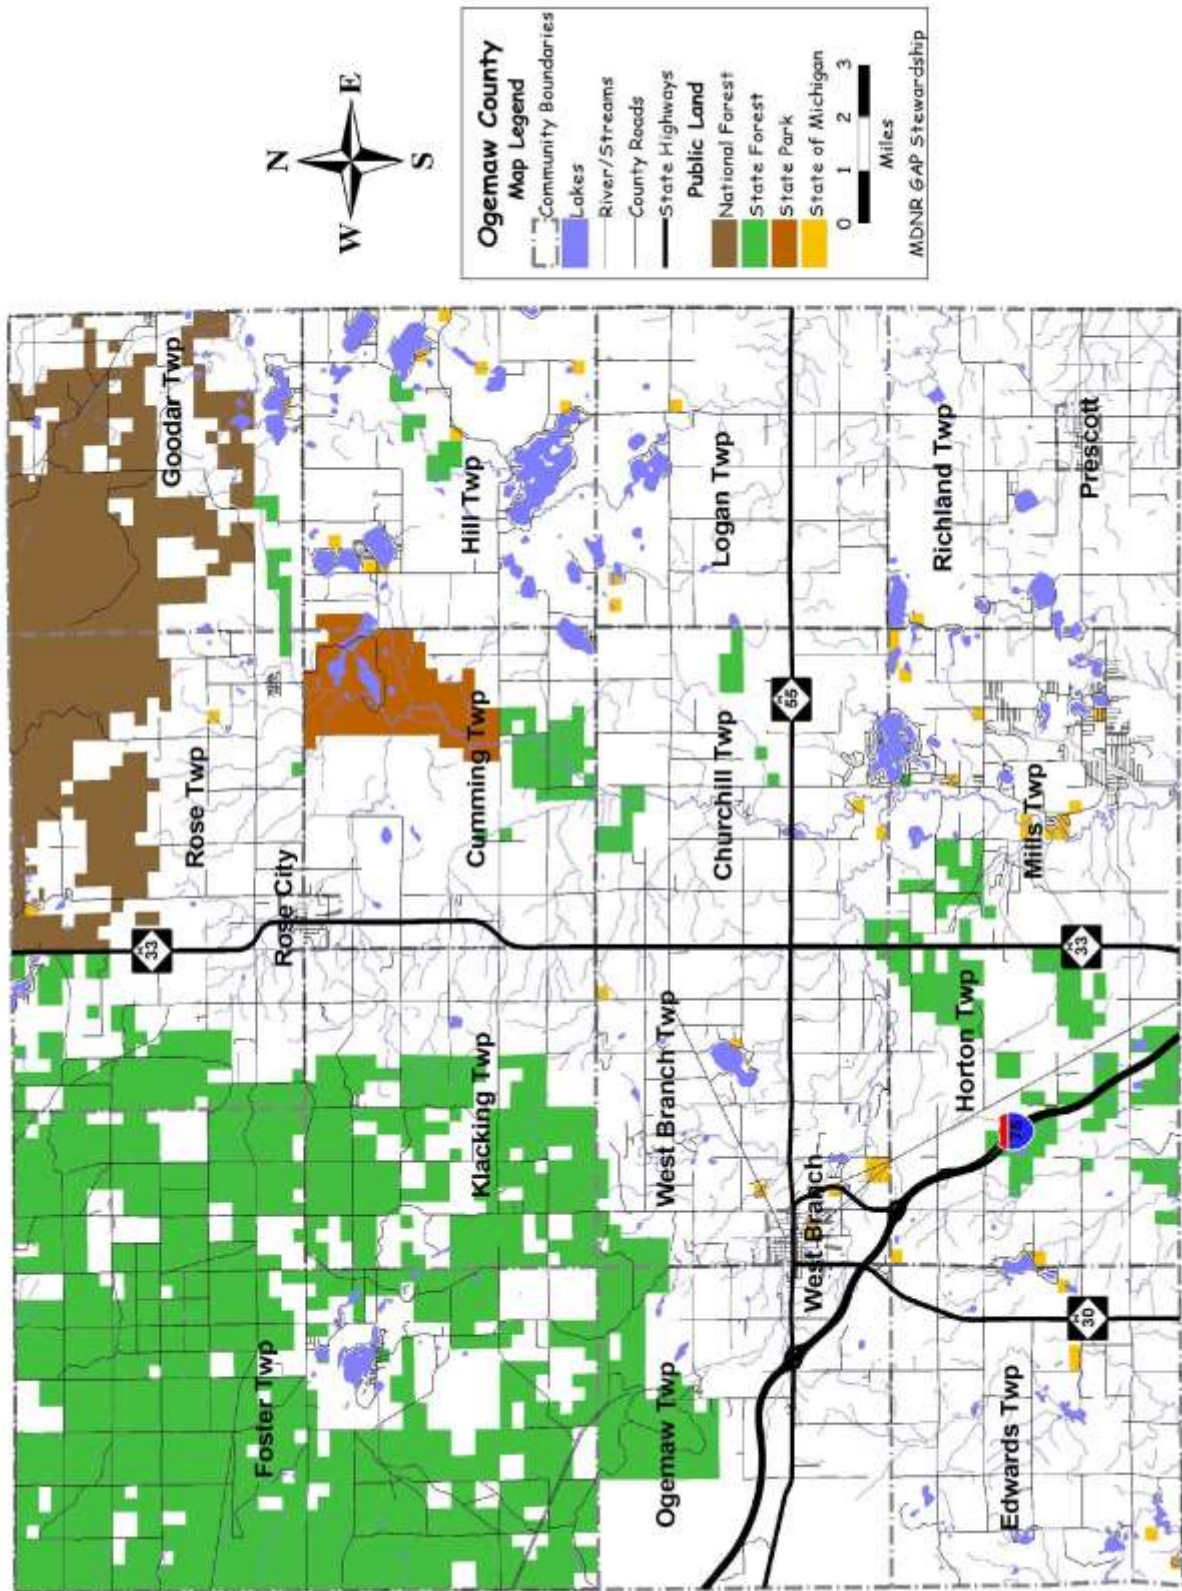 M
33
Goodar Twp
Rose Twp
Foster Twp
Rose City
Klacking Twp
Cumming Twp
Hill Twp
Ogemaw Twp
West Branch Twp
Churchill Twp
Logan Twp
M
55
West Branch
Horton Twp
Richland Twp
Edwards Twp
75
Mills Twp
M
30
M
33
Prescott
N
W
E
S
Ogemaw County
Map Legend
Community Boundaries
Lakes
River/Streams
County Roads
State Highways
Public Land
National Forest
State Forest
State Park
State of Michigan
0 1 2 3
Miles
MDNR GAP Stewardship